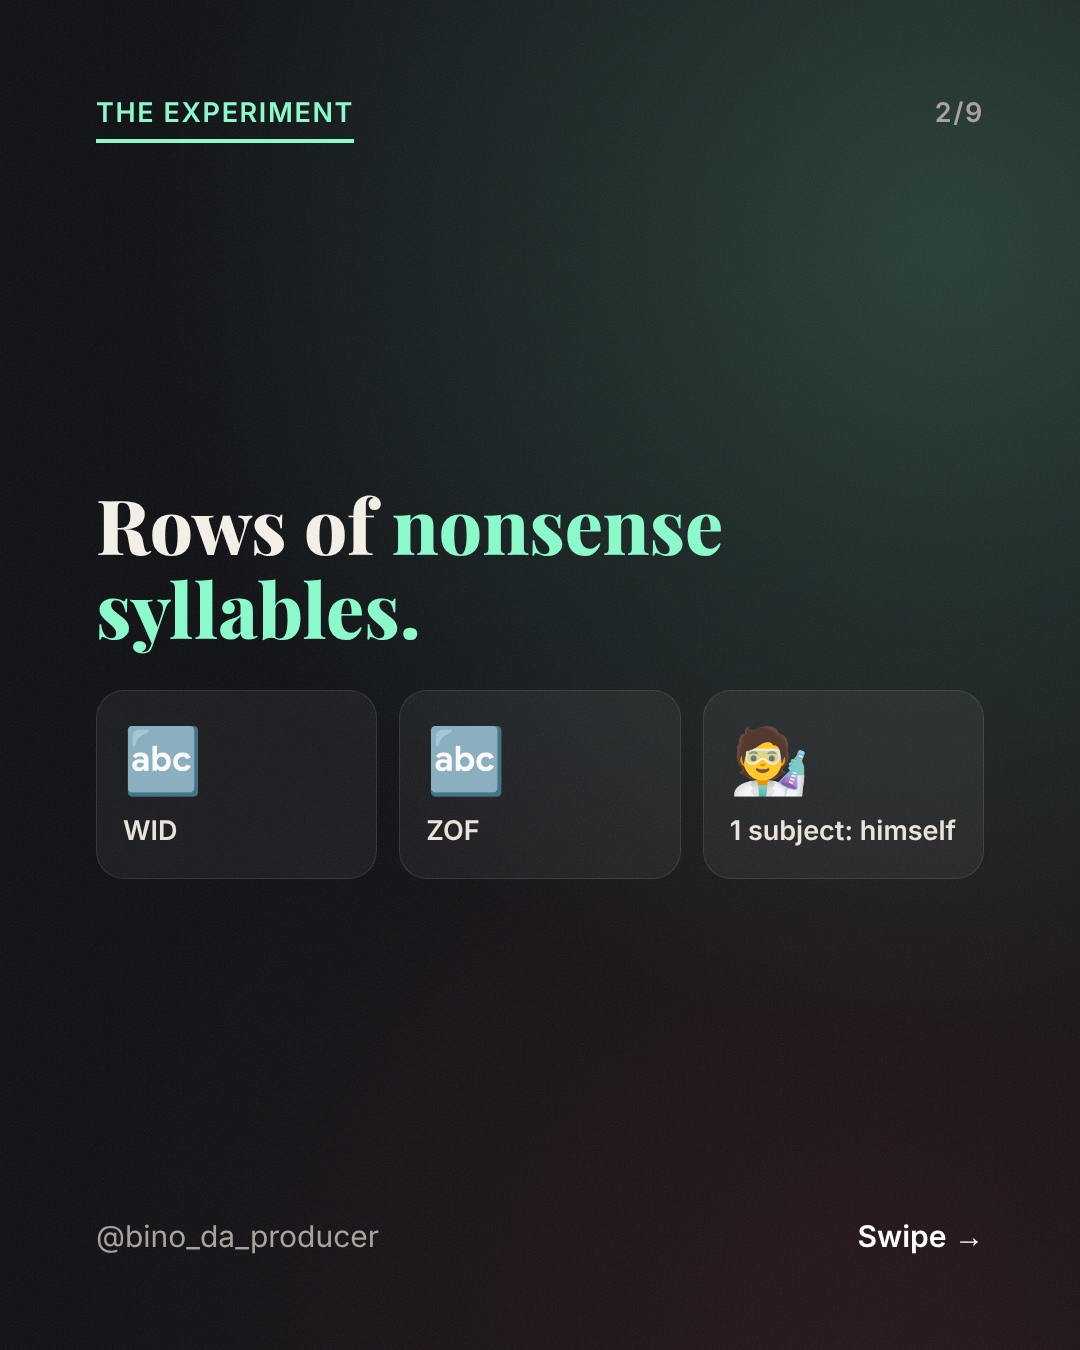 THE EXPERIMENT
2/9
Rows of nonsense
syllables.
abc
WID
abc
ZOF
1 subject: himself
@bino_da_producer
Swipe →